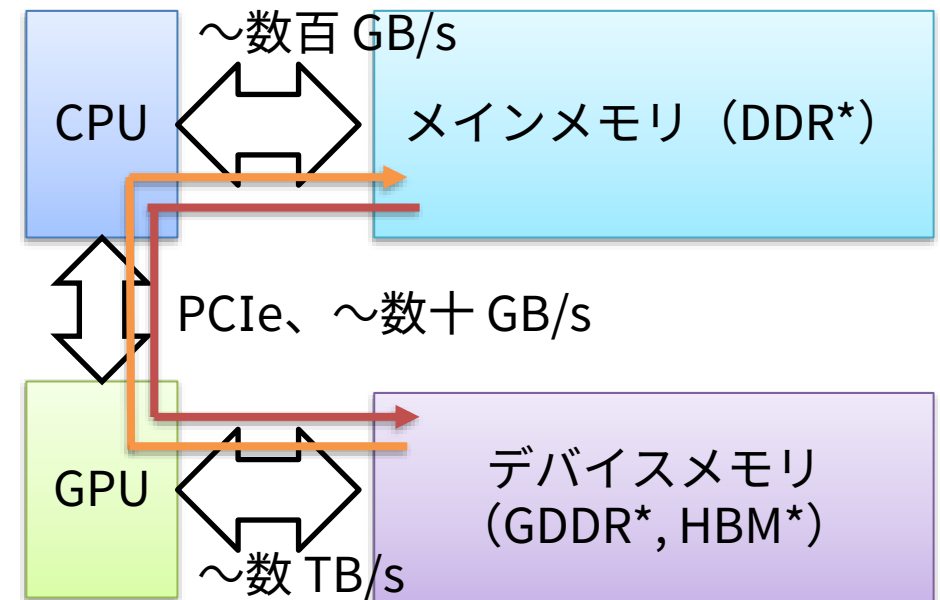 ～数百 GB/s
CPU
メインメモリ（DDR*）
PCIe、～数十 GB/s
GPU
デバイスメモリ
（GDDR*, HBM*）
～数 TB/s